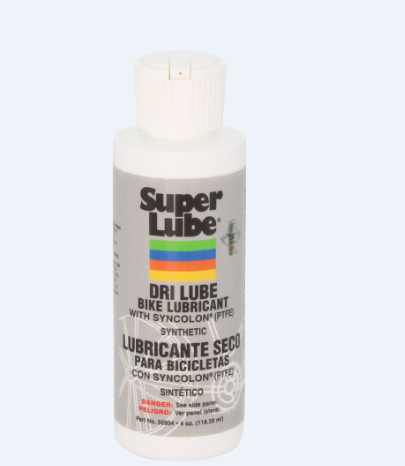 Super
Lube®
DRI LUBE
BIKE LUBRICANT
WITH SYNCOLON® (PTFE)
SYNTHETIC
LUBRICANTE SECO
PARA BICICLETAS
CON SYNCOLON® (PTFE)
SINTÉTICO
DANGER: See side panel
PELIGRO: Ver panel lateral
4 oz. (118.29 ml)